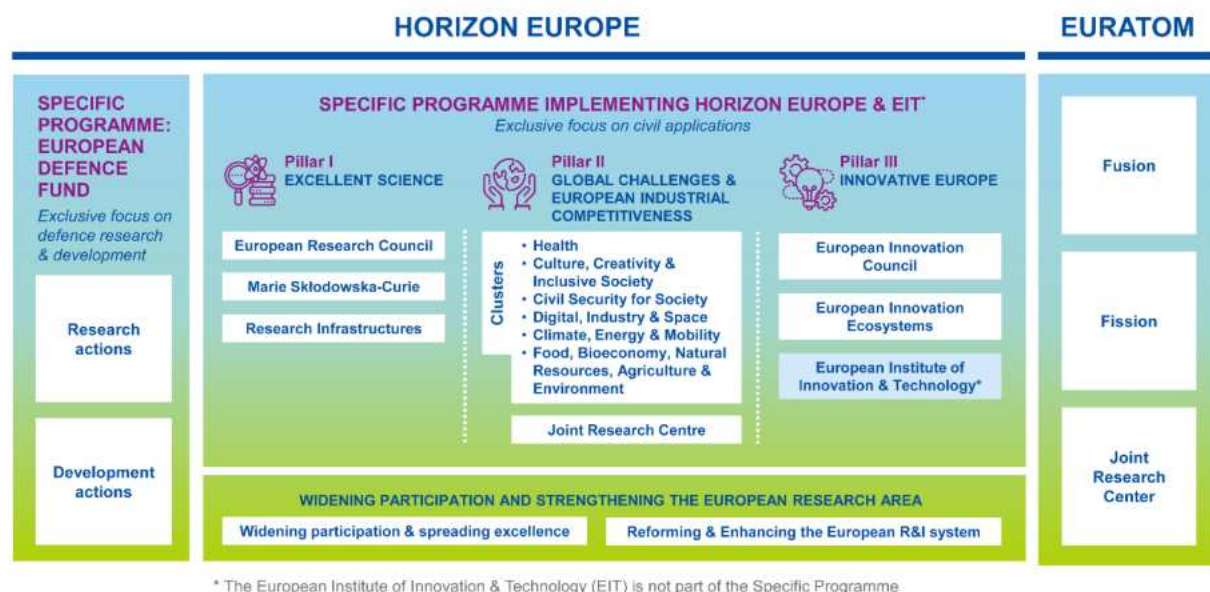 HORIZON EUROPE
EURATOM
SPECIFIC
PROGRAMME:
EUROPEAN
DEFENCE
FUND
Exclusive focus on
defence research
& development
Research
actions
Development
actions
SPECIFIC PROGRAMME IMPLEMENTING HORIZON EUROPE & EIT*
Exclusive focus on civil applications
Pillar I
EXCELLENT SCIENCE
European Research Council
Marie Skłodowska-Curie
Research Infrastructures
Pillar II
GLOBAL CHALLENGES &
EUROPEAN INDUSTRIAL
COMPETITIVENESS
Clusters
• Health
• Culture, Creativity &
Inclusive Society
• Civil Security for Society
• Digital, Industry & Space
• Climate, Energy & Mobility
• Food, Bioeconomy, Natural
Resources, Agriculture &
Environment
Joint Research Centre
Pillar III
INNOVATIVE EUROPE
European Innovation
Council
European Innovation
Ecosystems
European Institute of
Innovation & Technology*
WIDENING PARTICIPATION AND STRENGTHENING THE EUROPEAN RESEARCH AREA
Widening participation & spreading excellence
Reforming & Enhancing the European R&I system
Fusion
Fission
Joint
Research
Center
* The European Institute of Innovation & Technology (EIT) is not part of the Specific Programme